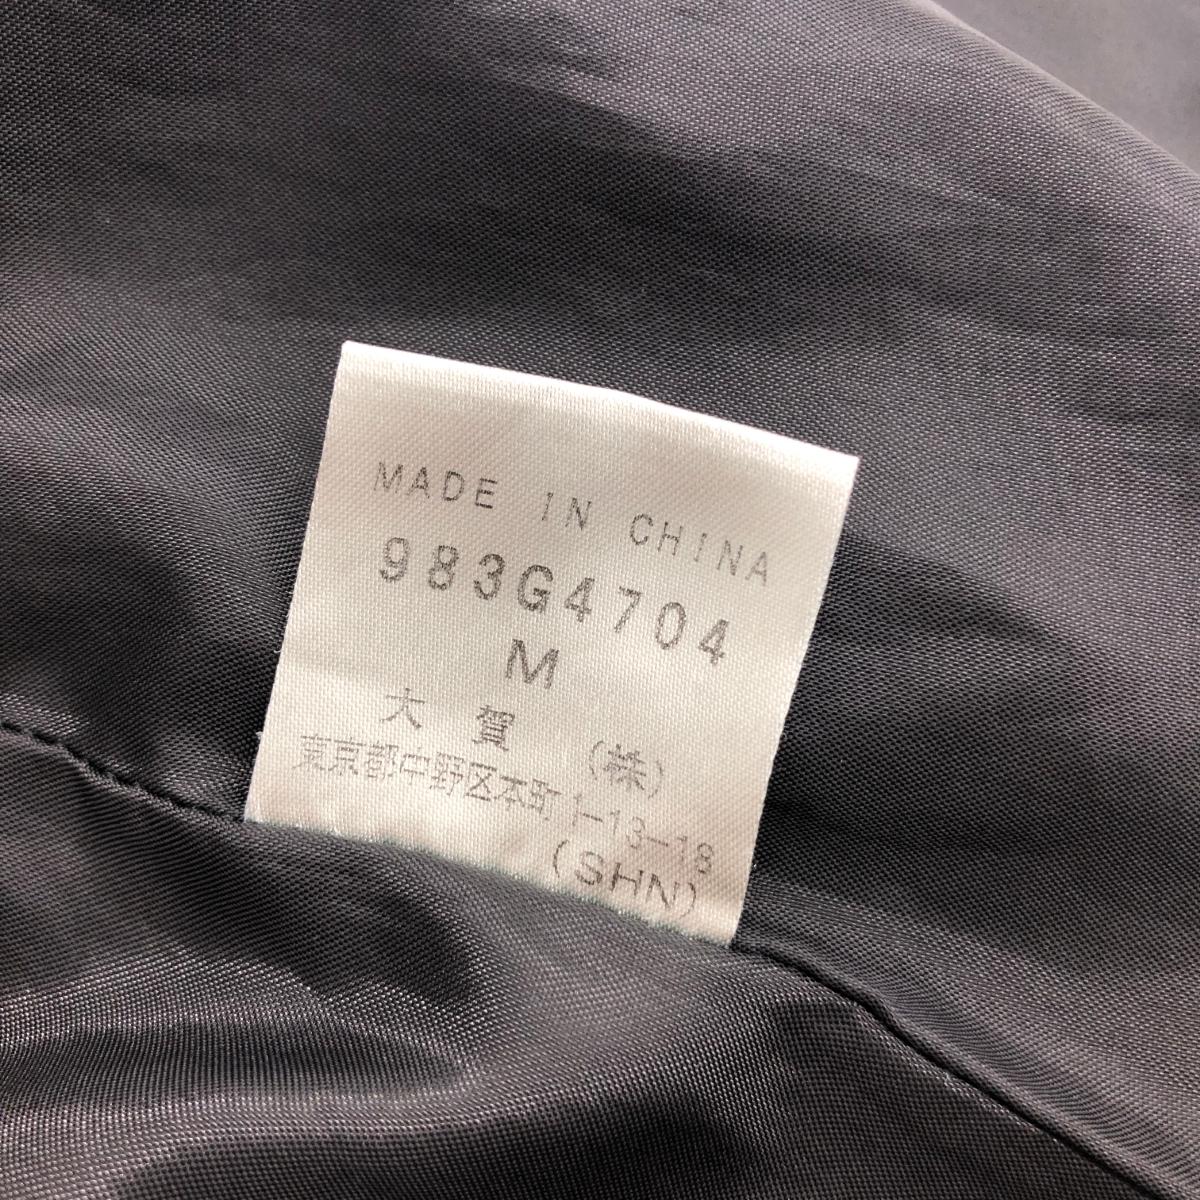 MADE IN CHINA
983G4704
M
大賀 (株)
東京都中野区本町1-13-18
(SHN)